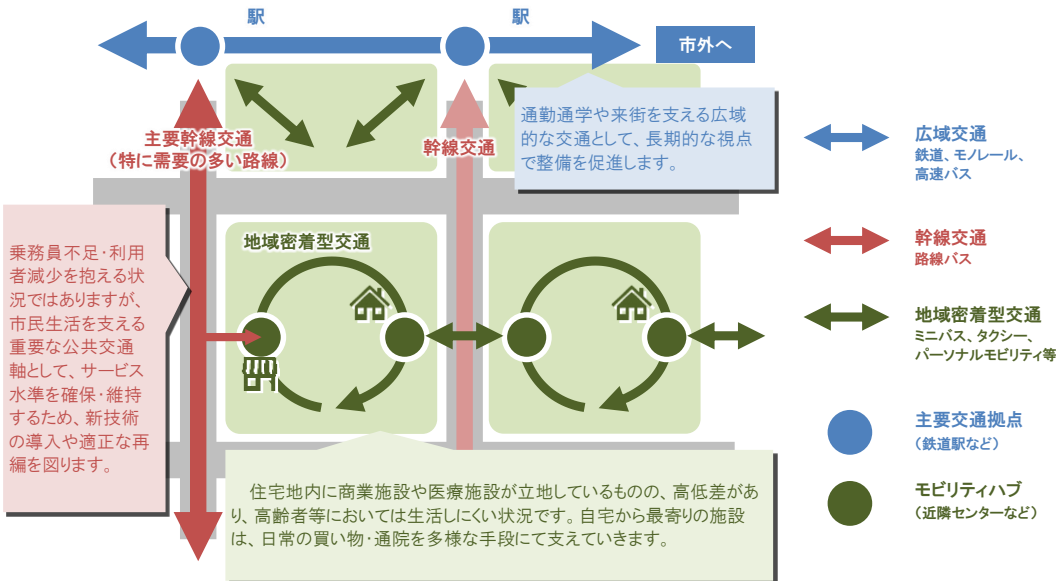 駅
駅
市外へ
主要幹線交通
（特に需要の多い路線）
幹線交通
通勤通学や来街を支える広域
的な交通として、長期的な視点
で整備を促進します。
乗務員不足・利用
者減少を抱える状
況ではありますが、
市民生活を支える
重要な公共交通
軸として、サービス
水準を確保・維持
するため、新技術
の導入や適正な再
編を図ります。
地域密着型交通
住宅地内に商業施設や医療施設が立地しているものの、高低差があ
り、高齢者等においては生活しにくい状況です。自宅から最寄りの施設
は、日常の買い物・通院を多様な手段にて支えていきます。
広域交通
鉄道、モノレール、
高速バス
幹線交通
路線バス
地域密着型交通
ミニバス、タクシー、
パーソナルモビリティ等
主要交通拠点
（鉄道駅など）
モビリティハブ
（近隣センターなど）